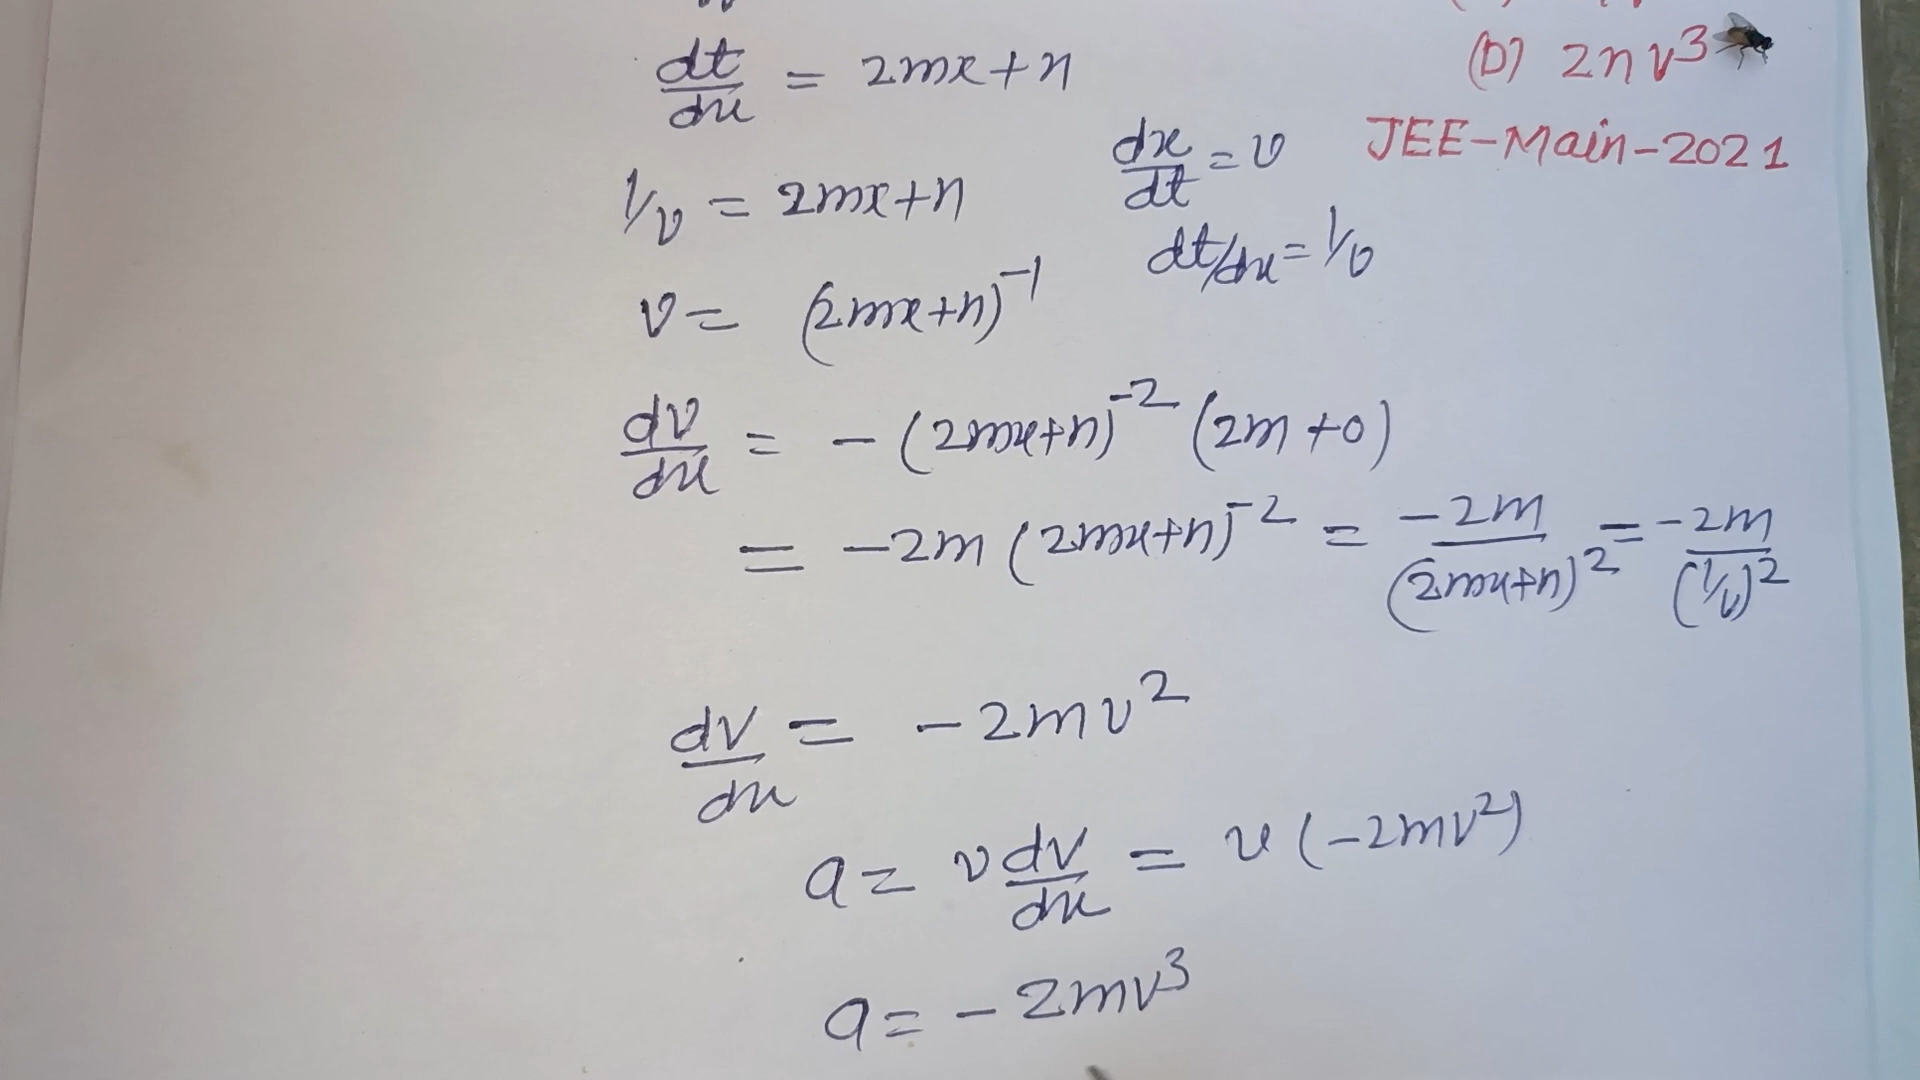 dt/dx = 2mx+n
(D) 2nv³
1/v = 2mx+n
dx/dt = v
JEE-Main-2021
dt/dx = 1/v
v = (2mx+n)⁻¹
dv/dx = -(2mx+n)⁻² (2m+0)
= -2m(2mx+n)⁻² = -2m/(2mx+n)² = -2m/(1/v)²
dv/dx = -2mv²
a = v dv/dx = v(-2mv²)
a = -2mv³